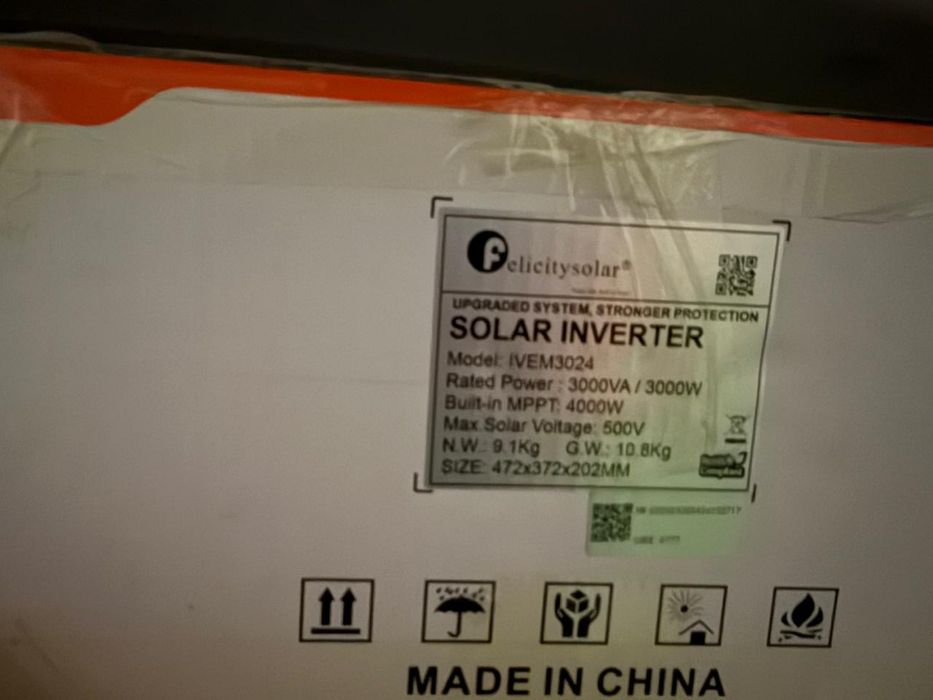 felicitysolar®
UPGRADED SYSTEM, STRONGER PROTECTION
SOLAR INVERTER
Model: IVEM3024
Rated Power : 3000VA / 3000W
Built-in MPPT: 4000W
Max.Solar Voltage: 500V
N.W.: 9.1Kg G.W.: 10.8Kg
SIZE: 472x372x202MM
MADE IN CHINA